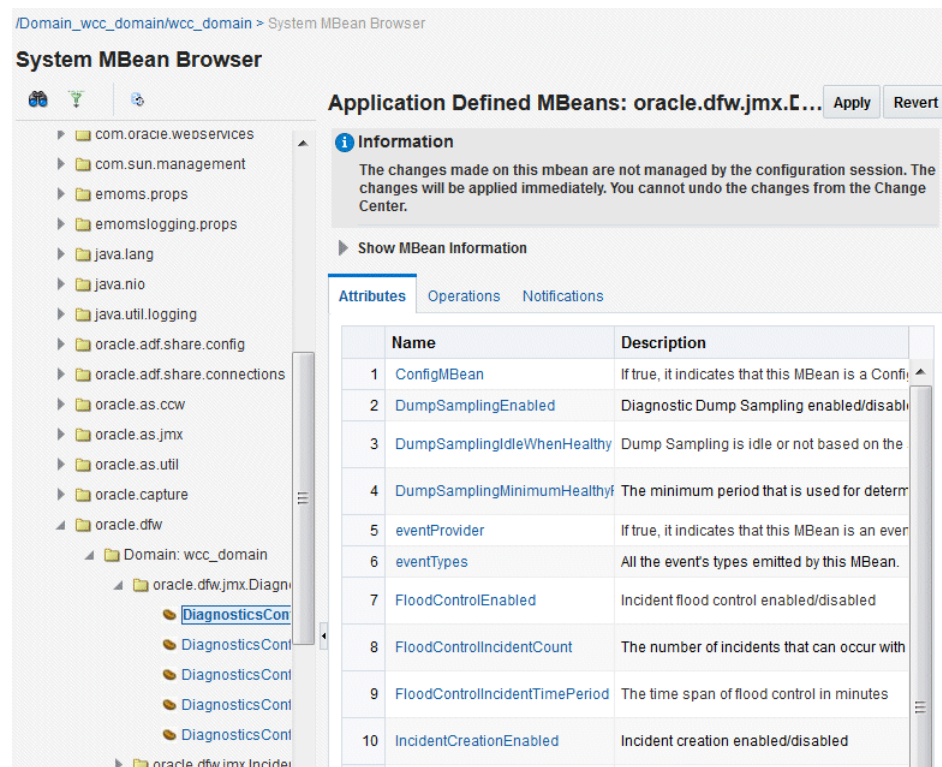 /Domain_wcc_domain/wcc_domain > System MBean Browser
System MBean Browser
com.oracle.webservices
com.sun.management
emoms.props
emomslogging.props
java.lang
java.nio
java.util.logging
oracle.adf.share.config
oracle.adf.share.connections
oracle.as.ccw
oracle.as.jmx
oracle.as.util
oracle.capture
oracle.dfw
Domain: wcc_domain
oracle.dfw.jmx.Diagn
DiagnosticsCon
DiagnosticsConf
DiagnosticsConf
DiagnosticsConf
DiagnosticsConf
oracle.dfw.jmx.Incide
Application Defined MBeans: oracle.dfw.jmx.D... Apply Revert
Information
The changes made on this mbean are not managed by the configuration session. The
changes will be applied immediately. You cannot undo the changes from the Change
Center.
Show MBean Information
Attributes Operations Notifications
Name Description
1 ConfigMBean If true, it indicates that this MBean is a Config
2 DumpSamplingEnabled Diagnostic Dump Sampling enabled/disable
3 DumpSamplingIdleWhenHealthy Dump Sampling is idle or not based on the
4 DumpSamplingMinimumHealthyP The minimum period that is used for determ
5 eventProvider If true, it indicates that this MBean is an even
6 eventTypes All the event's types emitted by this MBean.
7 FloodControlEnabled Incident flood control enabled/disabled
8 FloodControlIncidentCount The number of incidents that can occur with
9 FloodControlIncidentTimePeriod The time span of flood control in minutes
10 IncidentCreationEnabled Incident creation enabled/disabled